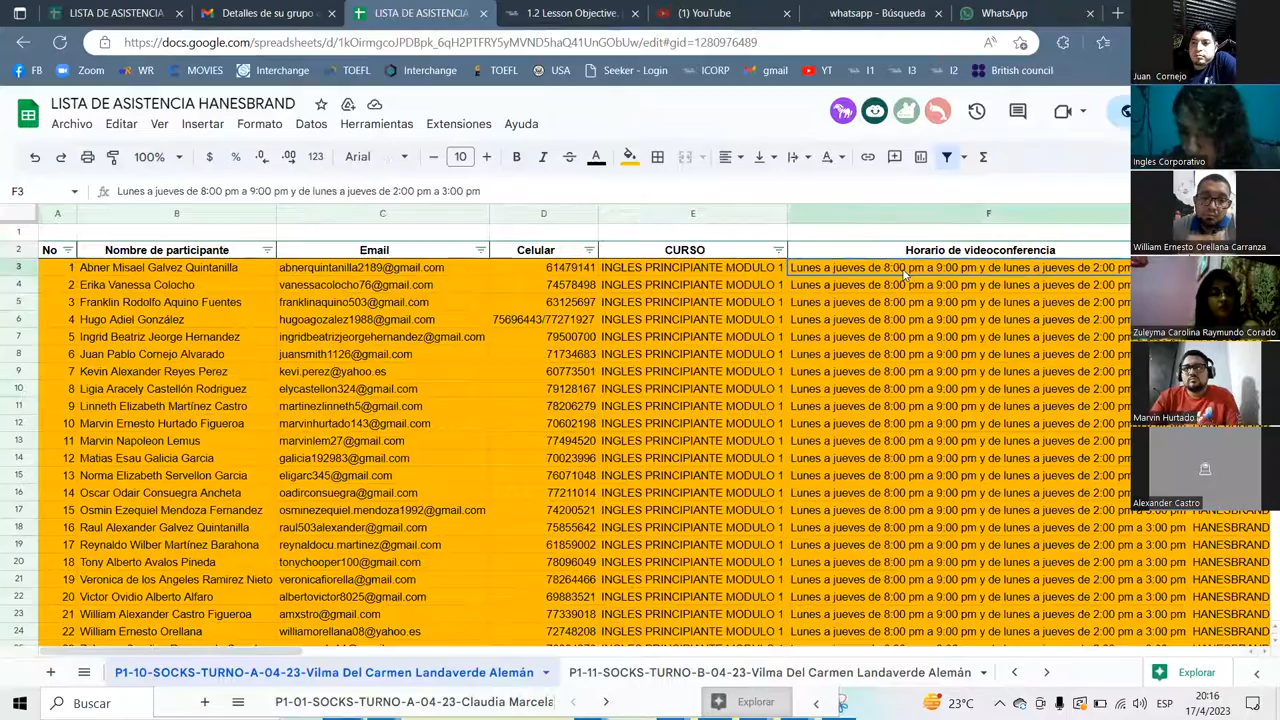 Detalles de su grupo
LISTA DE ASISTENCIA HANES
1.2 Lesson Objective.
(1) YouTube
whatsapp - Búsqueda
WhatsApp
https://docs.google.com/spreadsheets/d/1kOirmgcoJPDBpk_6qH2PTFRY5yMVND5haQ41UnGObUw/edit#gid=1280976489
FB
Zoom
WR
MOVIES
Interchange
TOEFL
Interchange
TOEFL
USA
Seeker - Login
ICORP
gmail
YT
I1
I3
British council
LISTA DE ASISTENCIA HANESBRAND
Archivo Editar Ver Insertar Formato Datos Herramientas Extensiones Ayuda
100% $ % .0 .00 123 Arial 10 B I A
F3 fx Lunes a jueves de 8:00 pm a 9:00 pm y de lunes a jueves de 2:00 pm a 3:00 pm
A B C D E F
1
2 No Nombre de participante Email Celular CURSO Horario de videoconferencia
3 1 Abner Misael Galvez Quintanilla abnerquintanilla2189@gmail.com 61479141 INGLES PRINCIPIANTE MODULO 1 Lunes a jueves de 8:00 pm a 9:00 pm y de lunes a jueves de 2:00 pm
4 2 Erika Vanessa Colocho vanessacolocho76@gmail.com 74578498 INGLES PRINCIPIANTE MODULO 1 Lunes a jueves de 8:00 pm a 9:00 pm y de lunes a jueves de 2:00 pm
5 3 Franklin Rodolfo Aquino Fuentes franklinaquino503@gmail.com 63125697 INGLES PRINCIPIANTE MODULO 1 Lunes a jueves de 8:00 pm a 9:00 pm y de lunes a jueves de 2:00 pm
6 4 Hugo Adiel González hugoagozalez1988@gmail.com 75696443/77271927 INGLES PRINCIPIANTE MODULO 1 Lunes a jueves de 8:00 pm a 9:00 pm y de lunes a jueves de 2:00 pm
7 5 Ingrid Beatriz Jeorge Hernandez ingridbeatrizjeorgehernandez@gmail.com 79500700 INGLES PRINCIPIANTE MODULO 1 Lunes a jueves de 8:00 pm a 9:00 pm y de lunes a jueves de 2:00 pm
8 6 Juan Pablo Cornejo Alvarado juansmith1126@gmail.com 71734683 INGLES PRINCIPIANTE MODULO 1 Lunes a jueves de 8:00 pm a 9:00 pm y de lunes a jueves de 2:00 pm
9 7 Kevin Alexander Reyes Perez kevi.perez@yahoo.es 60773501 INGLES PRINCIPIANTE MODULO 1 Lunes a jueves de 8:00 pm a 9:00 pm y de lunes a jueves de 2:00 pm
10 8 Ligia Aracely Castellón Rodriguez elycastellon324@gmail.com 79128167 INGLES PRINCIPIANTE MODULO 1 Lunes a jueves de 8:00 pm a 9:00 pm y de lunes a jueves de 2:00 pm
11 9 Linneth Elizabeth Martínez Castro martinezlinneth5@gmail.com 78206279 INGLES PRINCIPIANTE MODULO 1 Lunes a jueves de 8:00 pm a 9:00 pm y de lunes a jueves de 2:00 pm
12 10 Marvin Ernesto Hurtado Figueroa marvinhurtado143@gmail.com 70602198 INGLES PRINCIPIANTE MODULO 1 Lunes a jueves de 8:00 pm a 9:00 pm y de lunes a jueves de 2:00 pm
13 11 Marvin Napoleon Lemus marvinlem27@gmail.com 77494520 INGLES PRINCIPIANTE MODULO 1 Lunes a jueves de 8:00 pm a 9:00 pm y de lunes a jueves de 2:00 pm
14 12 Matias Esau Galicia Garcia galicia192983@gmail.com 70023996 INGLES PRINCIPIANTE MODULO 1 Lunes a jueves de 8:00 pm a 9:00 pm y de lunes a jueves de 2:00 pm
15 13 Norma Elizabeth Servellon Garcia eligarc345@gmail.com 76071048 INGLES PRINCIPIANTE MODULO 1 Lunes a jueves de 8:00 pm a 9:00 pm y de lunes a jueves de 2:00 pm
16 14 Oscar Odair Consuegra Ancheta oadirconsuegra@gmail.com 77211014 INGLES PRINCIPIANTE MODULO 1 Lunes a jueves de 8:00 pm a 9:00 pm y de lunes a jueves de 2:00 pm
17 15 Osmin Ezequiel Mendoza Fernandez osminezequiel.mendoza1992@gmail.com 74200521 INGLES PRINCIPIANTE MODULO 1 Lunes a jueves de 8:00 pm a 9:00 pm y de lunes a jueves de 2:00 pm a 3:00 pm HANESBRAND
18 16 Raul Alexander Galvez Quintanilla raul503alexander@gmail.com 75855642 INGLES PRINCIPIANTE MODULO 1 Lunes a jueves de 8:00 pm a 9:00 pm y de lunes a jueves de 2:00 pm a 3:00 pm HANESBRAND
19 17 Reynaldo Wilber Martínez Barahona reynaldocu.martinez@gmail.com 61859002 INGLES PRINCIPIANTE MODULO 1 Lunes a jueves de 8:00 pm a 9:00 pm y de lunes a jueves de 2:00 pm a 3:00 pm HANESBRAND
20 18 Tony Alberto Avalos Pineda tonychooper100@gmail.com 78096049 INGLES PRINCIPIANTE MODULO 1 Lunes a jueves de 8:00 pm a 9:00 pm y de lunes a jueves de 2:00 pm a 3:00 pm HANESBRAND
21 19 Veronica de los Angeles Ramirez Nieto veronicafiorella@gmail.com 78264466 INGLES PRINCIPIANTE MODULO 1 Lunes a jueves de 8:00 pm a 9:00 pm y de lunes a jueves de 2:00 pm a 3:00 pm HANESBRAND
22 20 Victor Ovidio Alberto Alfaro albertovictor8025@gmail.com 69883521 INGLES PRINCIPIANTE MODULO 1 Lunes a jueves de 8:00 pm a 9:00 pm y de lunes a jueves de 2:00 pm a 3:00 pm HANESBRAND
23 21 William Alexander Castro Figueroa amxstro@gmail.com 77339018 INGLES PRINCIPIANTE MODULO 1 Lunes a jueves de 8:00 pm a 9:00 pm y de lunes a jueves de 2:00 pm a 3:00 pm HANESBRAND
24 22 William Ernesto Orellana williamorellana08@yahoo.es 72748208 INGLES PRINCIPIANTE MODULO 1 Lunes a jueves de 8:00 pm a 9:00 pm y de lunes a jueves de 2:00 pm a 3:00 pm HANESBRAND
P1-10-SOCKS-TURNO-A-04-23-Vilma Del Carmen Landaverde Alemán
P1-11-SOCKS-TURNO-B-04-23-Vilma Del Carmen Landaverde Alemán
Explorar
Buscar
P1-01-SOCKS-TURNO-A-04-23-Claudia Marcela
Explorar
23°C
ESP
20:16
17/4/2023
Juan Cornejo
Ingles Corporativo
William Ernesto Orellana Carranza
Zuleyma Carolina Raymundo Corado
Marvin Hurtado
Alexander Castro